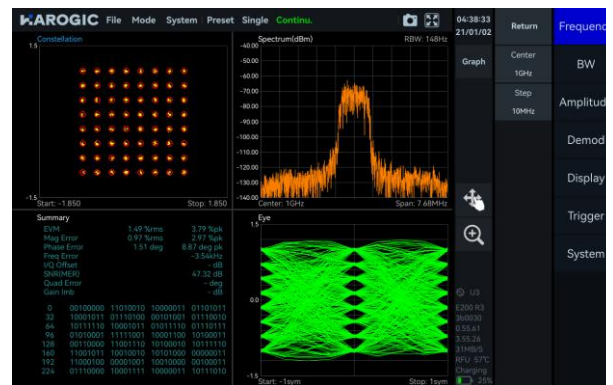 HAROGIC File Mode System Preset Single Continu.
04:38:33
21/01/02
Return
Frequenc
Constellation
1.5
-1.5
Start: -1.850 Stop: 1.850
Spectrum(dBm) RBW: 148Hz
-40.00
-50.00
-60.00
-70.00
-80.00
-90.00
-100.00
-110.00
-120.00
-130.00
-140.00
Center: 1GHz Span: 7.68MHz
Graph
Center
1GHz
Step
10MHz
BW
Amplitud
Demod
Display
Trigger
System
Summary
EVM 1.49 %rms 3.79 %pk
Mag Error 0.97 %rms 2.97 %pk
Phase Error 1.51 deg 8.87 deg pk
Freq Error -3.54kHz
I/Q Offset - dB
SNR(MER) 47.32 dB
Quad Error - deg
Gain Imb - dB
0 00100000 11010010 10000011 01101011
32 10001011 01110100 00101001 01110010
64 10111110 10001011 01011110 01110111
96 01010001 11111001 10001100 10100011
128 00110000 11001110 10100010 10111110
160 11001011 10010010 10101000 00000011
192 11000100 00001001 10010000 00100011
224 01110000 10001111 10000011 10111010
Eye
1.5
0.0
-1.5
Start: -1sym Stop: 1sym
U3
E200 R3
3b0030
0.55.61
3.55.26
31MB/S
RFU 57°C
Charging
25%